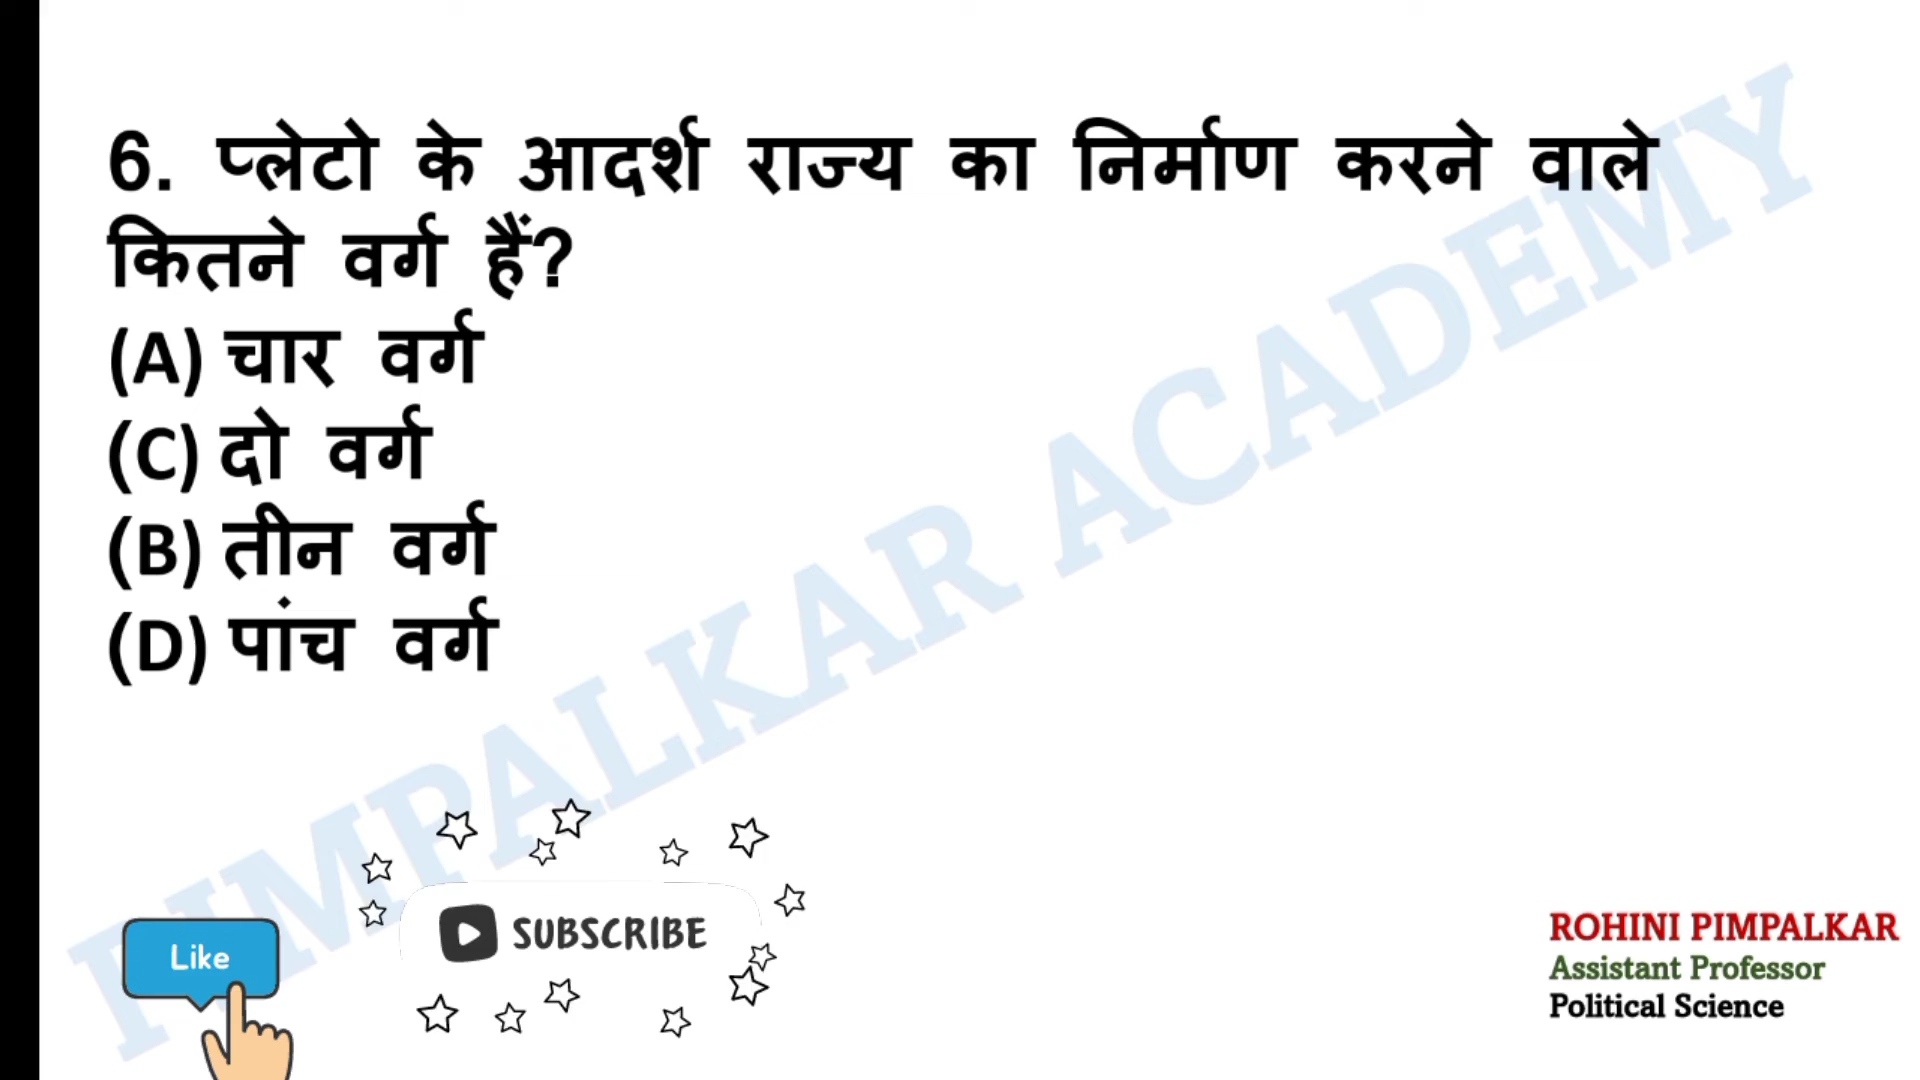 6. प्लेटो के आदर्श राज्य का निर्माण करने वाले
कितने वर्ग हैं?
(A) चार वर्ग
(C) दो वर्ग
(B) तीन वर्ग
(D) पांच वर्ग
PIMPALKAR ACADEMY
Like
SUBSCRIBE
ROHINI PIMPALKAR
Assistant Professor
Political Science